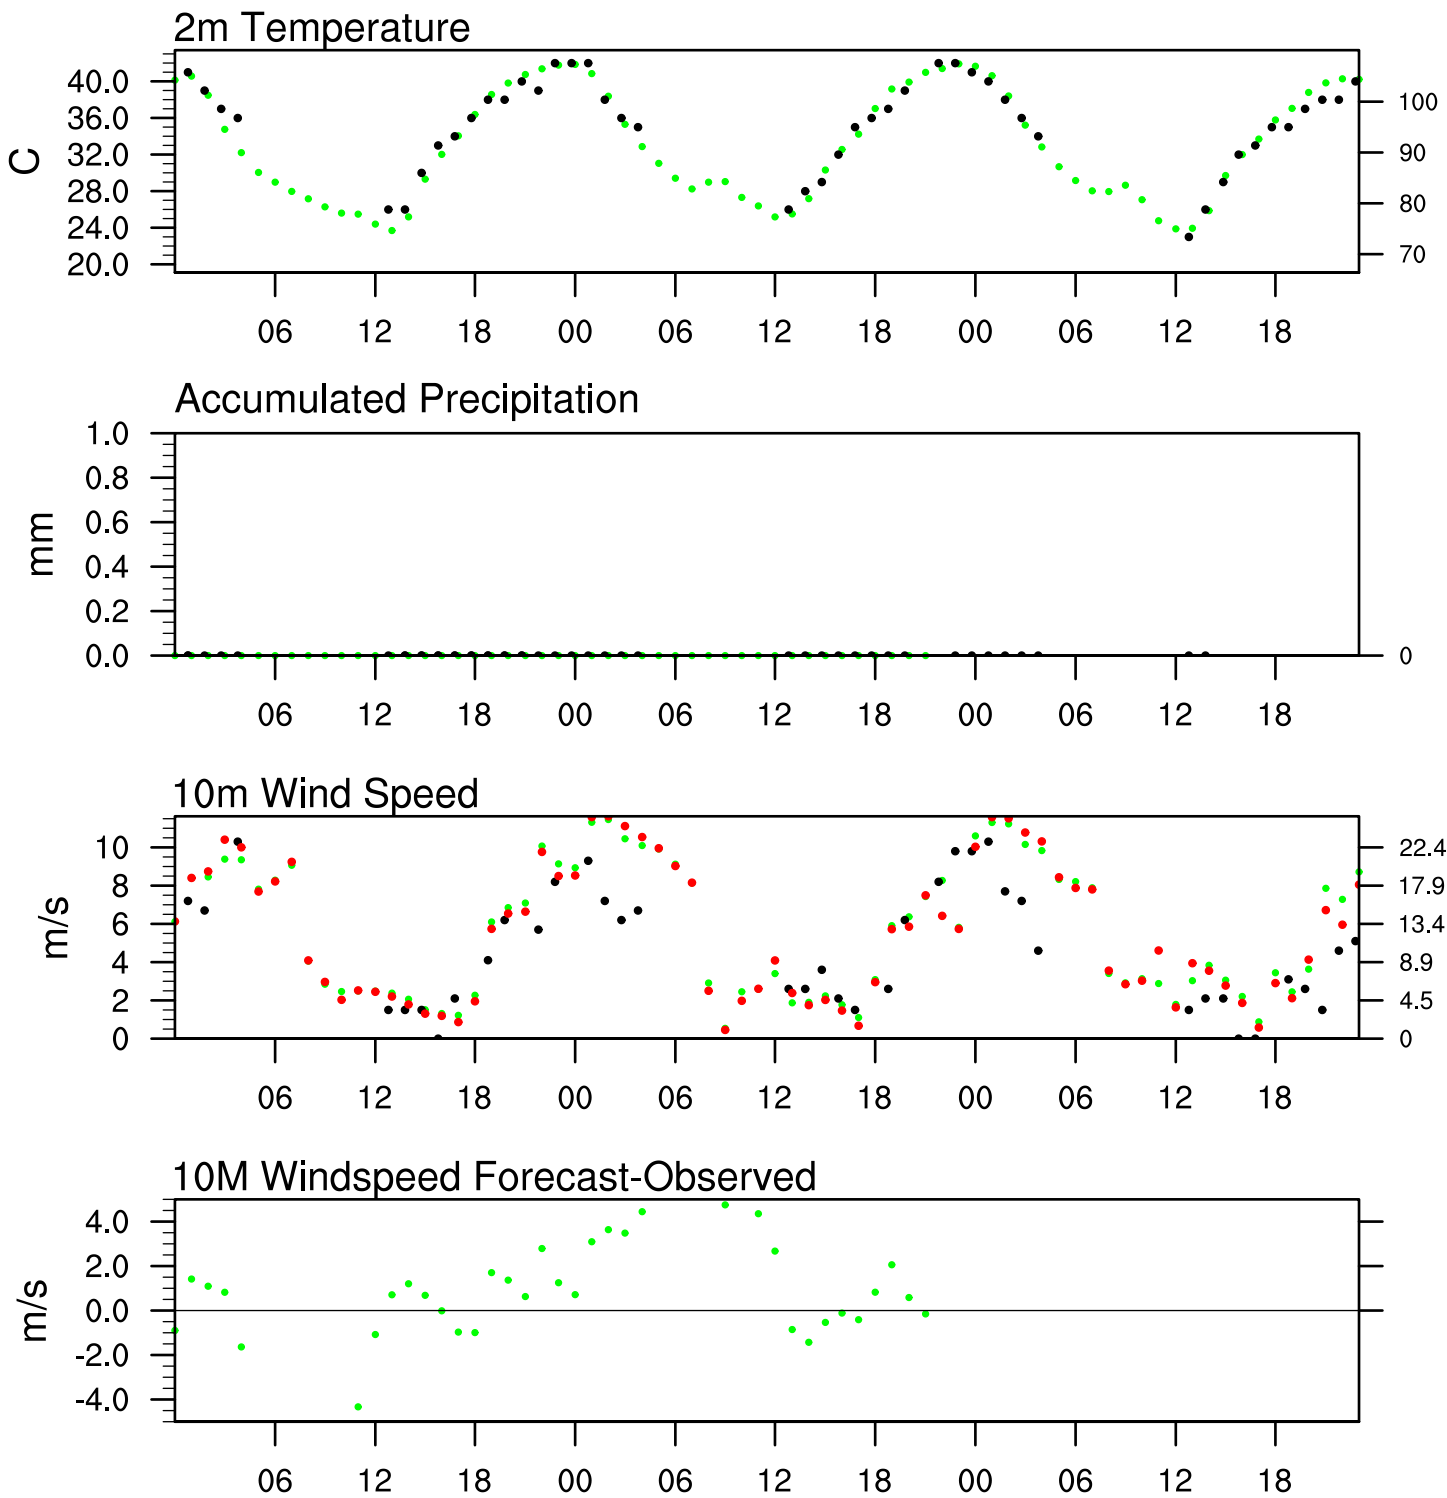 2m Temperature
40.0
36.0
32.0
28.0
24.0
20.0
C
100
90
80
70
06 12 18 00 06 12 18 00 06 12 18
Accumulated Precipitation
1.0
0.8
0.6
0.4
0.2
0.0
mm
0
06 12 18 00 06 12 18 00 06 12 18
10m Wind Speed
10
8
6
4
2
0
m/s
22.4
17.9
13.4
8.9
4.5
0
06 12 18 00 06 12 18 00 06 12 18
10M Windspeed Forecast-Observed
4.0
2.0
0.0
-2.0
-4.0
m/s
06 12 18 00 06 12 18 00 06 12 18